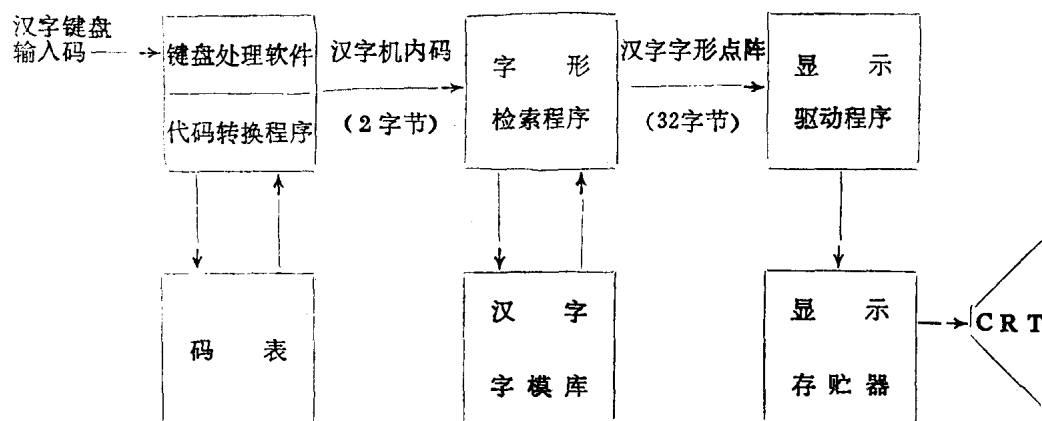 汉字键盘
输入码
键盘处理软件
代码转换程序
汉字机内码
(2字节)
字形
检索程序
汉字字形点阵
(32字节)
显示
驱动程序
码表
汉字
字模库
显示
存贮器
CRT